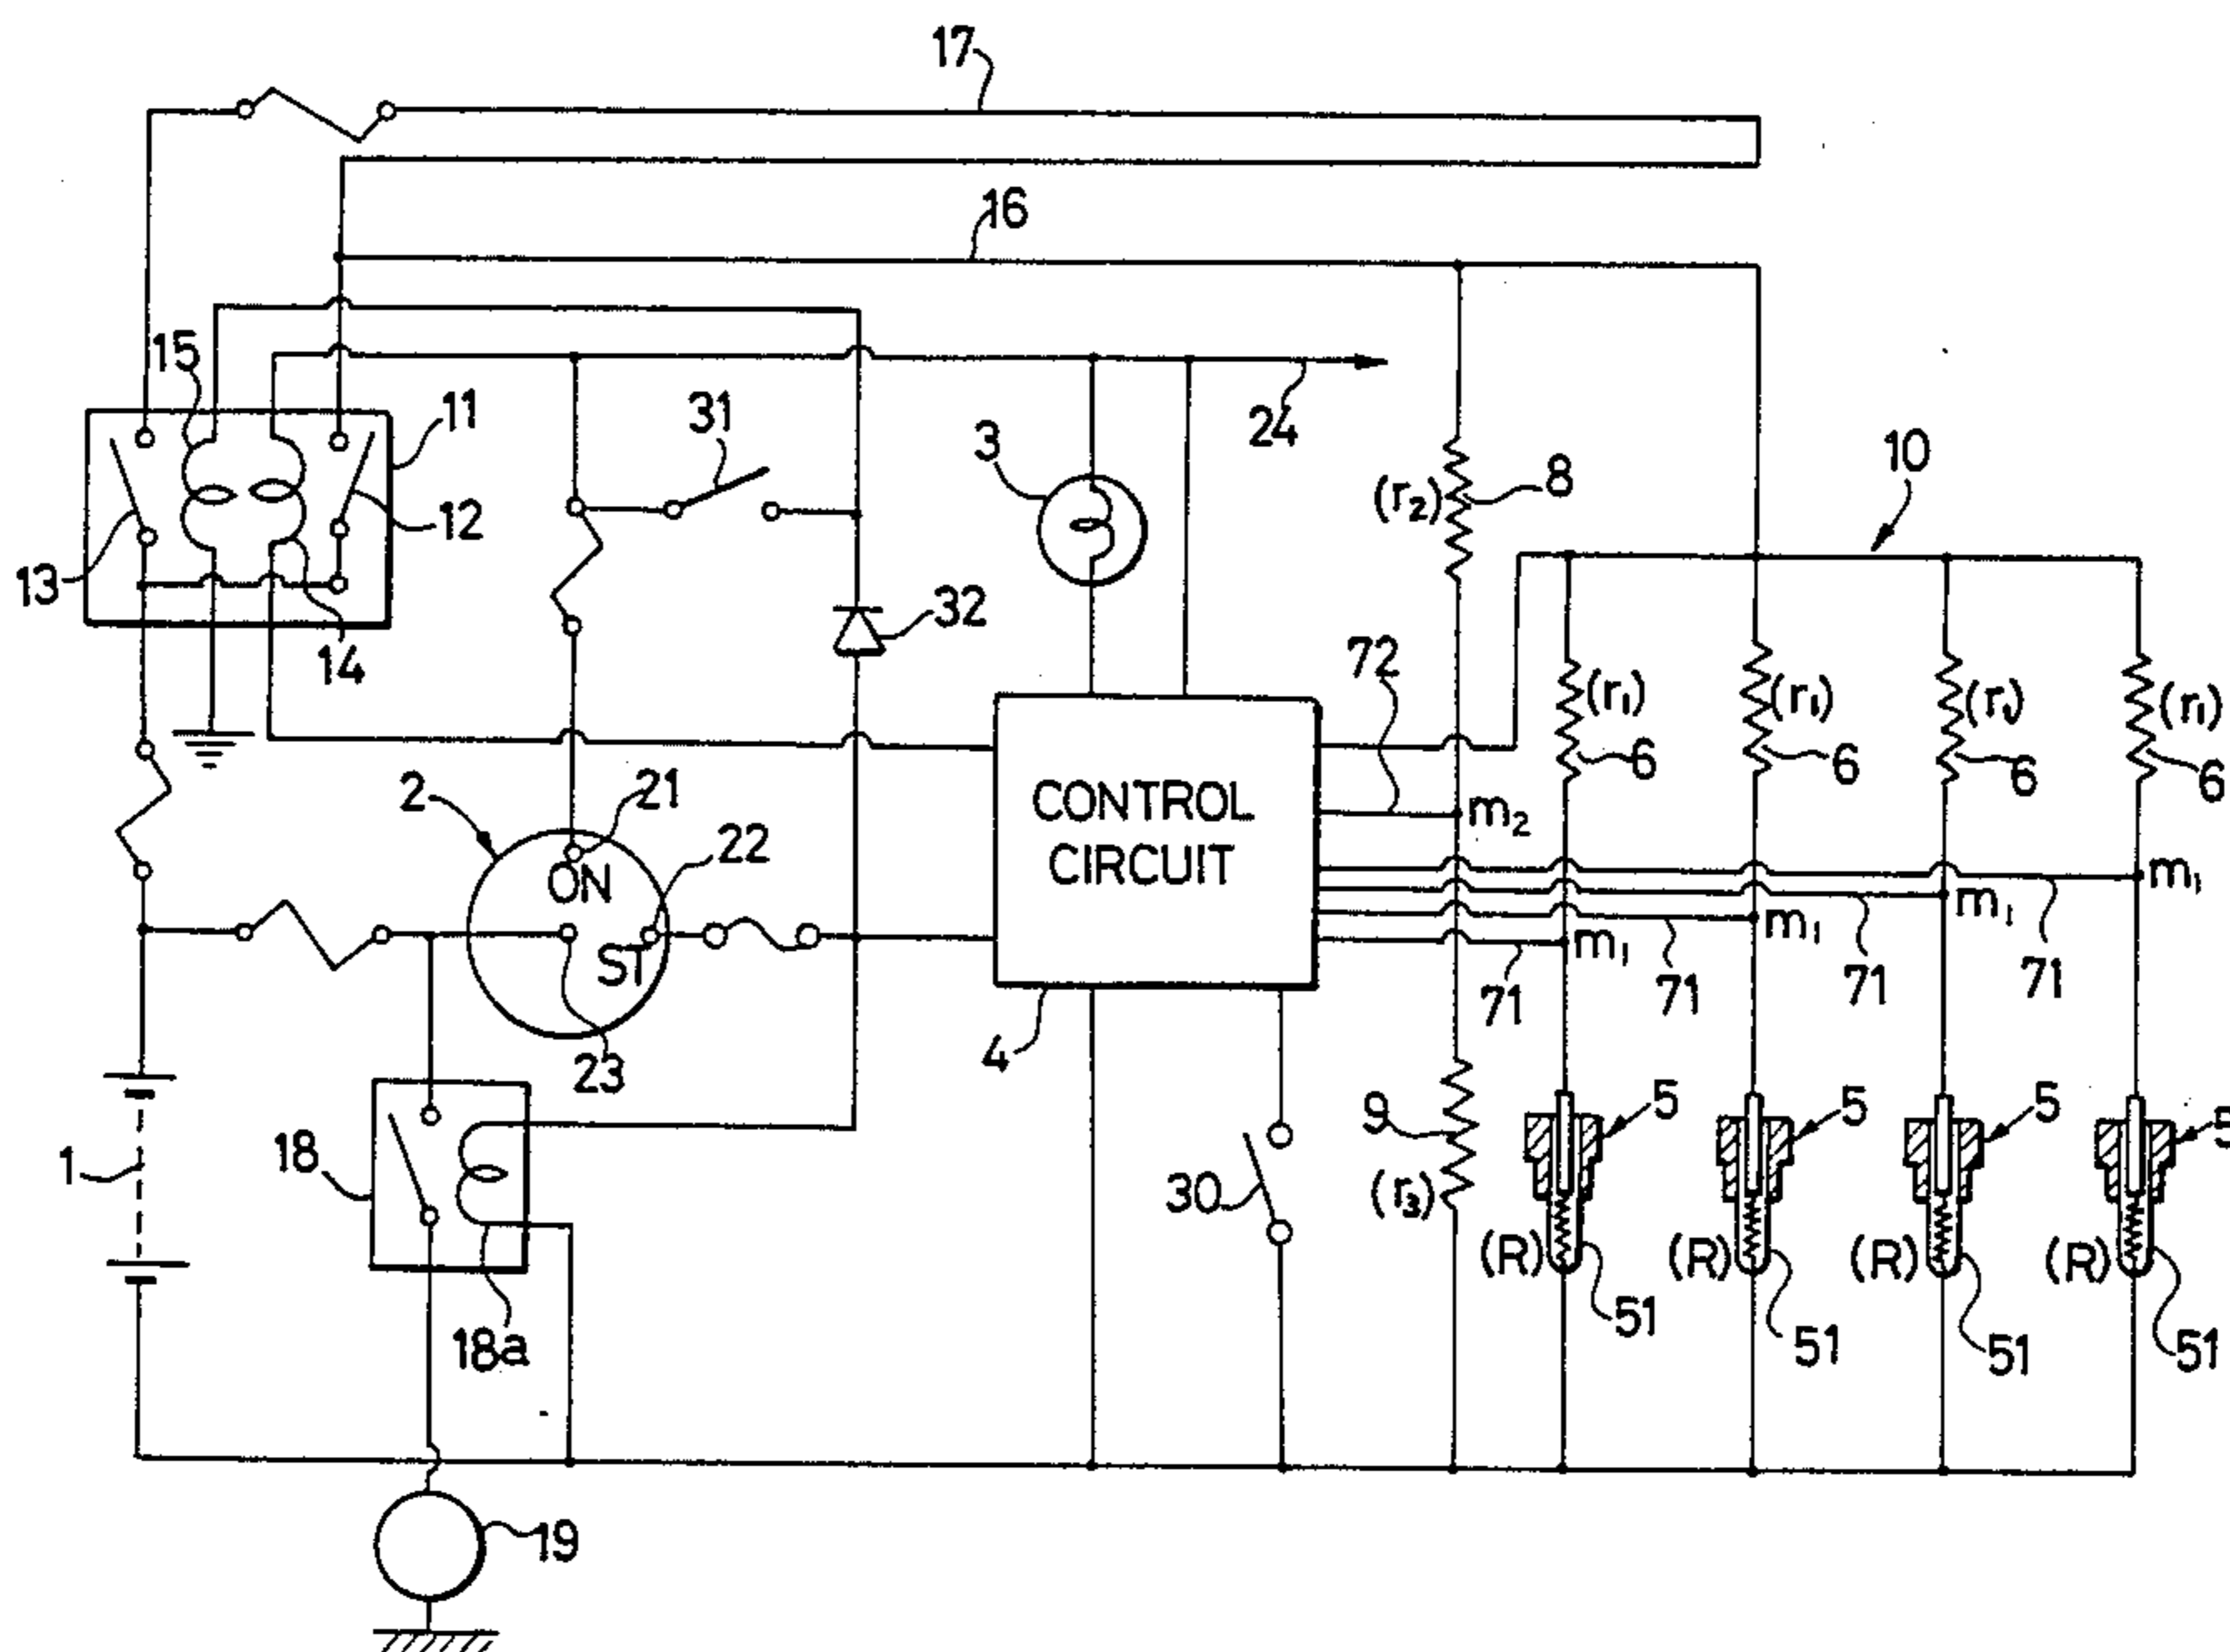 17
16
15
11
31
24
3
(r₂)
8
10
13
12
14
32
72
(r₁)
(r₁)
(r₁)
(r₁)
6
6
6
6
2
21
22
ON
ST
23
CONTROL
CIRCUIT
m₂
m₁
m₁
m₁
m₁
71
71
71
71
4
1
18
18a
30
9
(r₃)
5
5
5
5
(R)
(R)
(R)
(R)
51
51
51
51
19